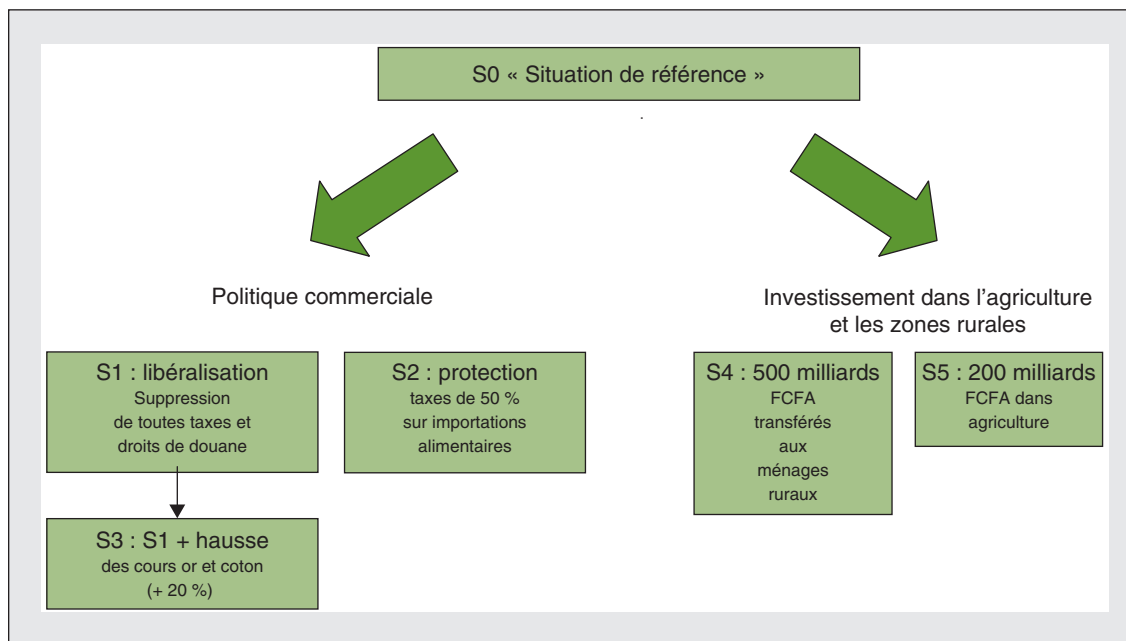 S0 « Situation de référence »
Politique commerciale
Investissement dans l'agriculture
et les zones rurales
S1 : libéralisation
Suppression
de toutes taxes et
droits de douane
S2 : protection
taxes de 50 %
sur importations
alimentaires
S4 : 500 milliards
FCFA
transférés
aux
ménages
ruraux
S5 : 200 milliards
FCFA dans
agriculture
S3 : S1 + hausse
des cours or et coton
(+ 20 %)